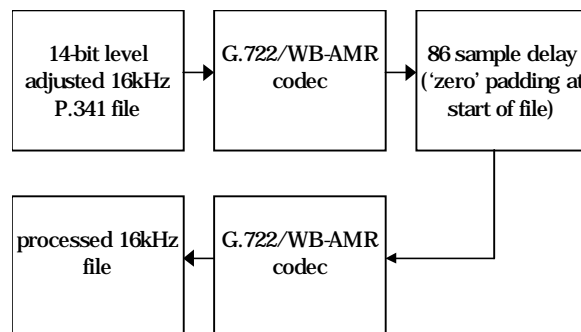 14-bit level
adjusted 16kHz
P.341 file
G.722/WB-AMR
codec
86 sample delay
(‘zero’ padding at
start of file)
processed 16kHz
file
G.722/WB-AMR
codec